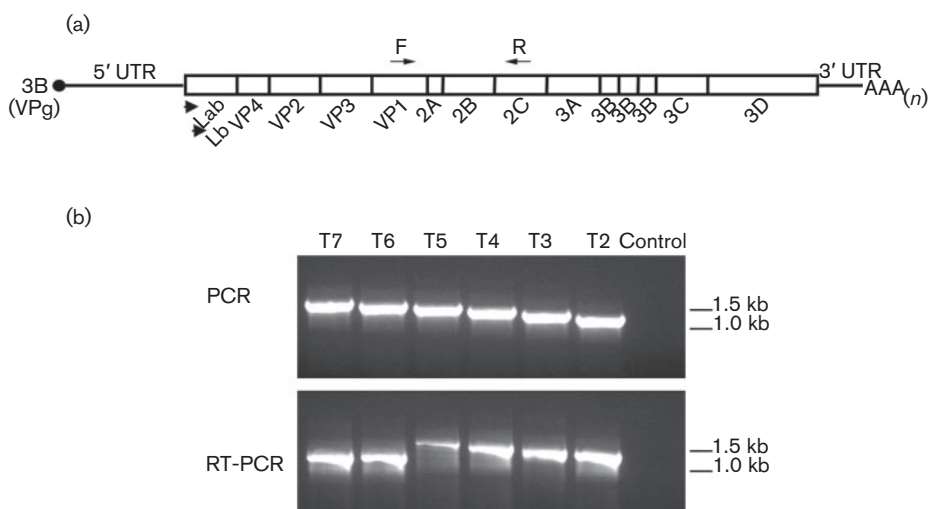 (a)
F R
5′ UTR 3′ UTR
3B AAA(n)
(VPg)
Lab VP4 VP2 VP3 VP1 2A 2B 2C 3A 3B 3B 3B 3C 3D
Lb
(b)
T7 T6 T5 T4 T3 T2 Control
PCR
1.5 kb
1.0 kb
RT-PCR
1.5 kb
1.0 kb